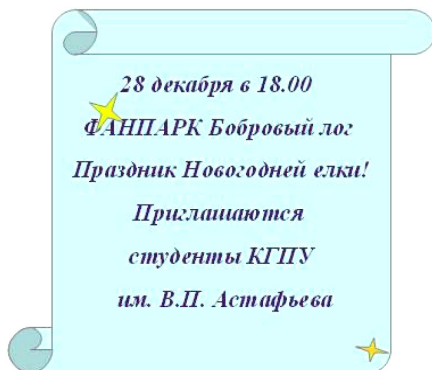 28 декабря в 18.00
ФАНПАРК Бобровый лог
Праздник Новогодней елки!
Приглашаются
студенты КГПУ
им. В.П. Астафьева